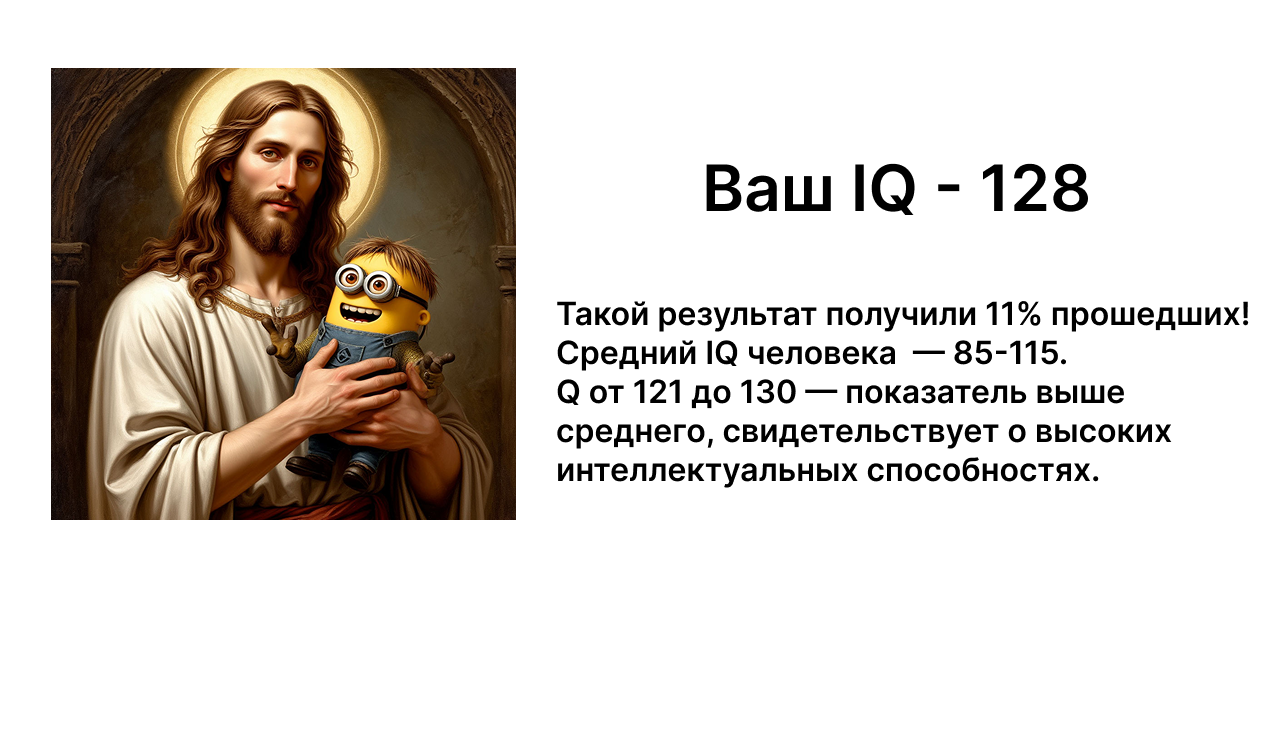 Ваш IQ - 128
Такой результат получили 11% прошедших!
Средний IQ человека  — 85-115.
Q от 121 до 130 — показатель выше
среднего, свидетельствует о высоких
интеллектуальных способностях.